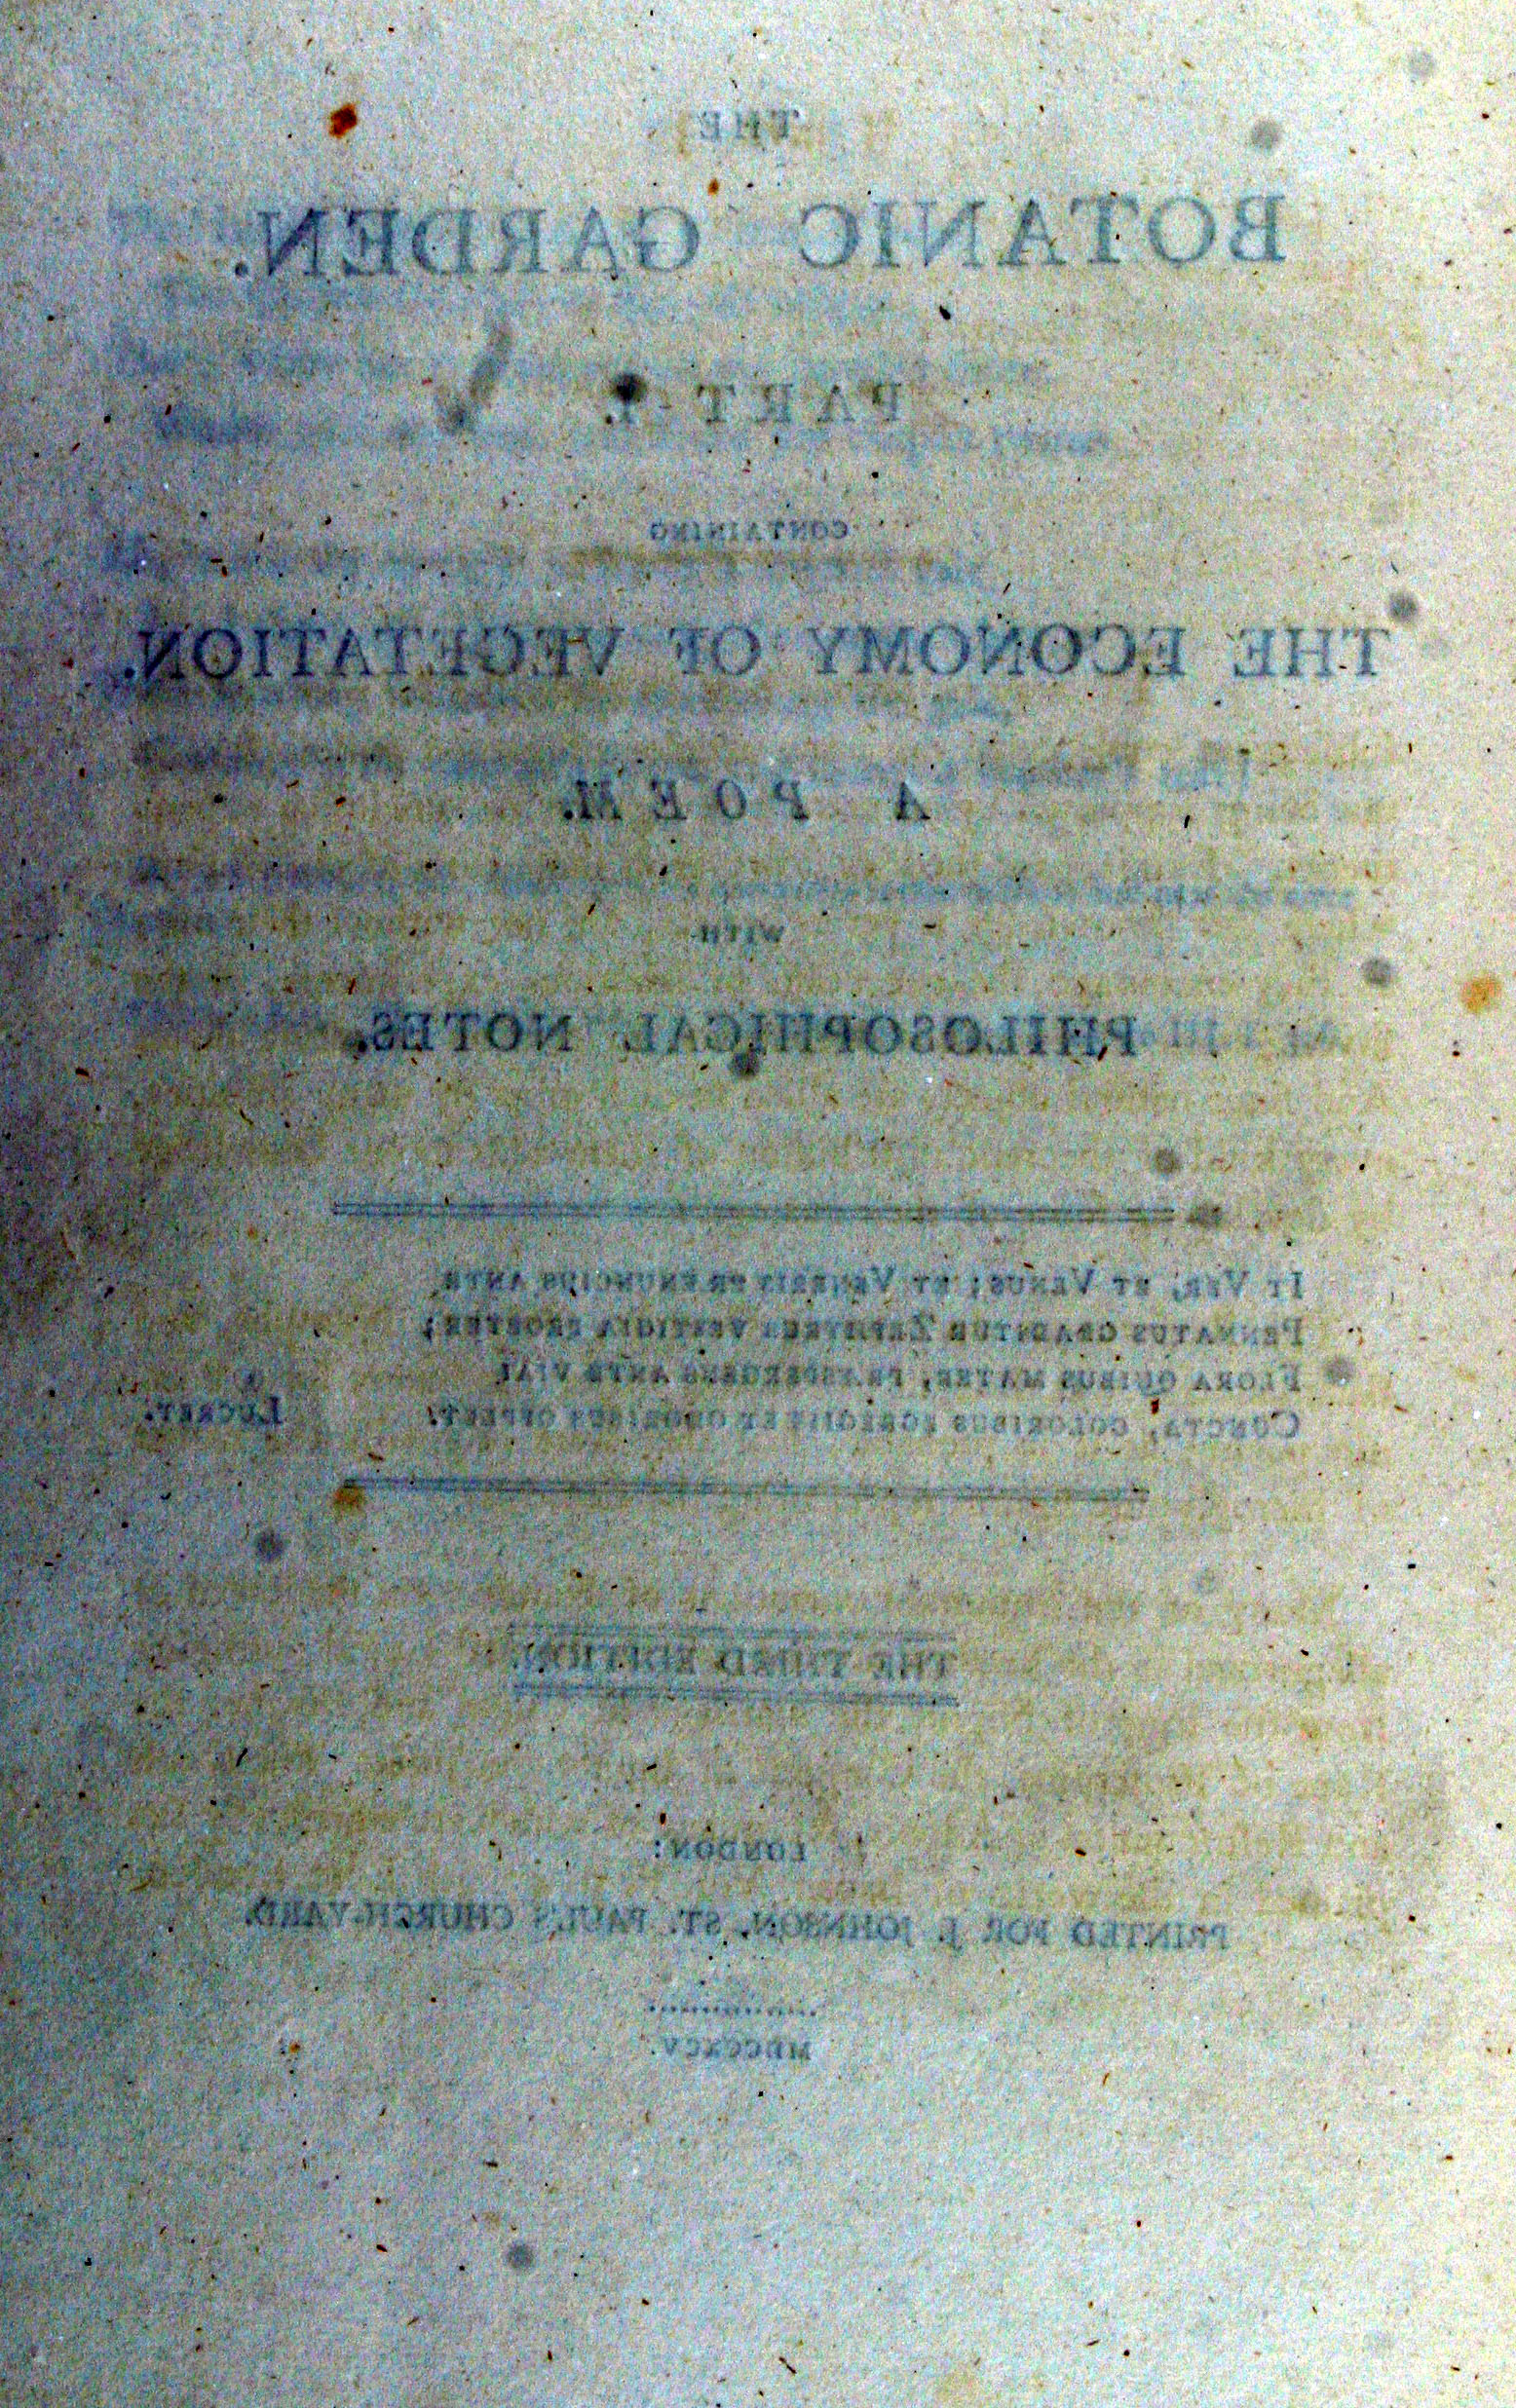 THE
BOTANIC GARDEN.
PART I.
CONTAINING
THE ECONOMY OF VEGETATION.
A POEM.
WITH
PHILOSOPHICAL NOTES.
It Ver, et Venus; et Veneris prænuncius ante
Pennatus graditur Zephyrus vestigia propter;
Flora quibus mater, præspergens ante viai
Cuncta, coloribus egregiis et odoribus opplet. Lucret.
THE THIRD EDITION.
LONDON:
PRINTED FOR J. JOHNSON, ST. PAUL'S CHURCH-YARD.
MDCCXCV.